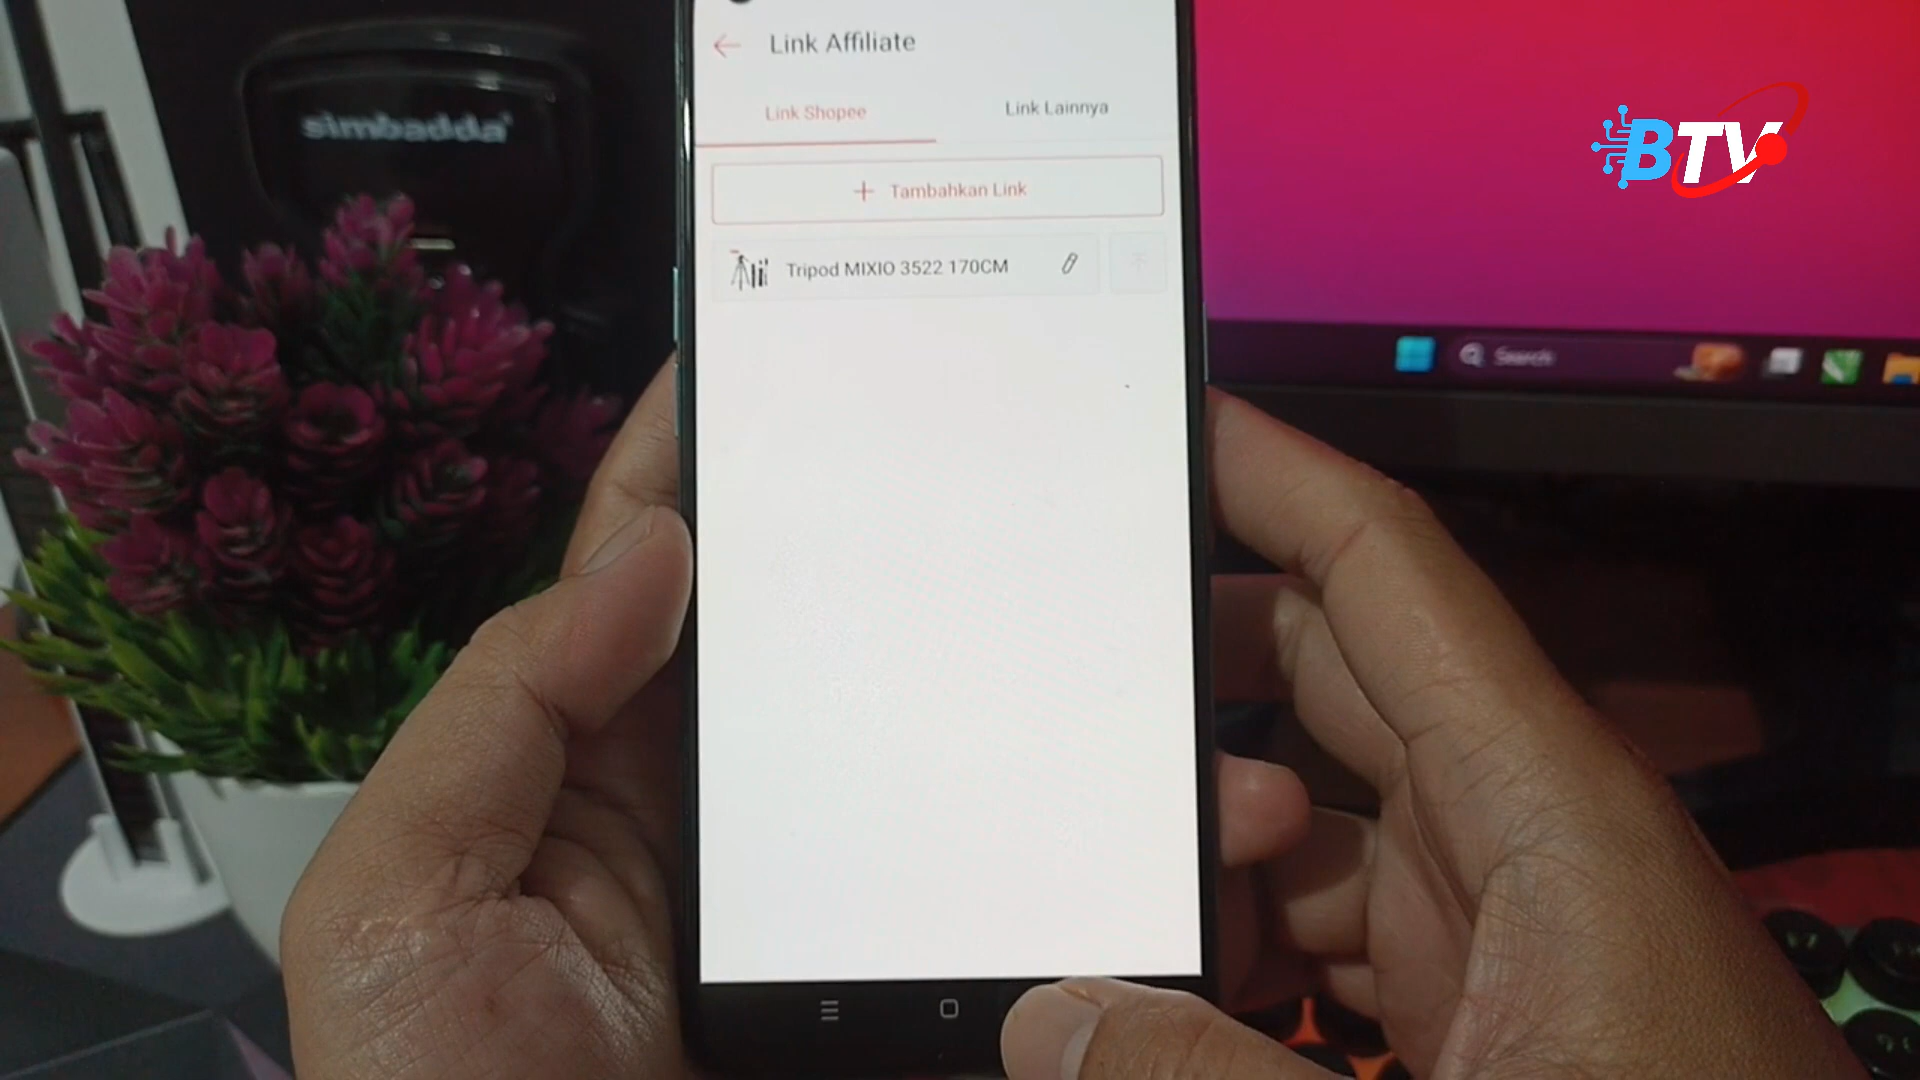 simbadda
Link Affiliate
Link Shopee
Link Lainnya
+ Tambahkan Link
Tripod MIXIO 3522 170CM
BTV
Search